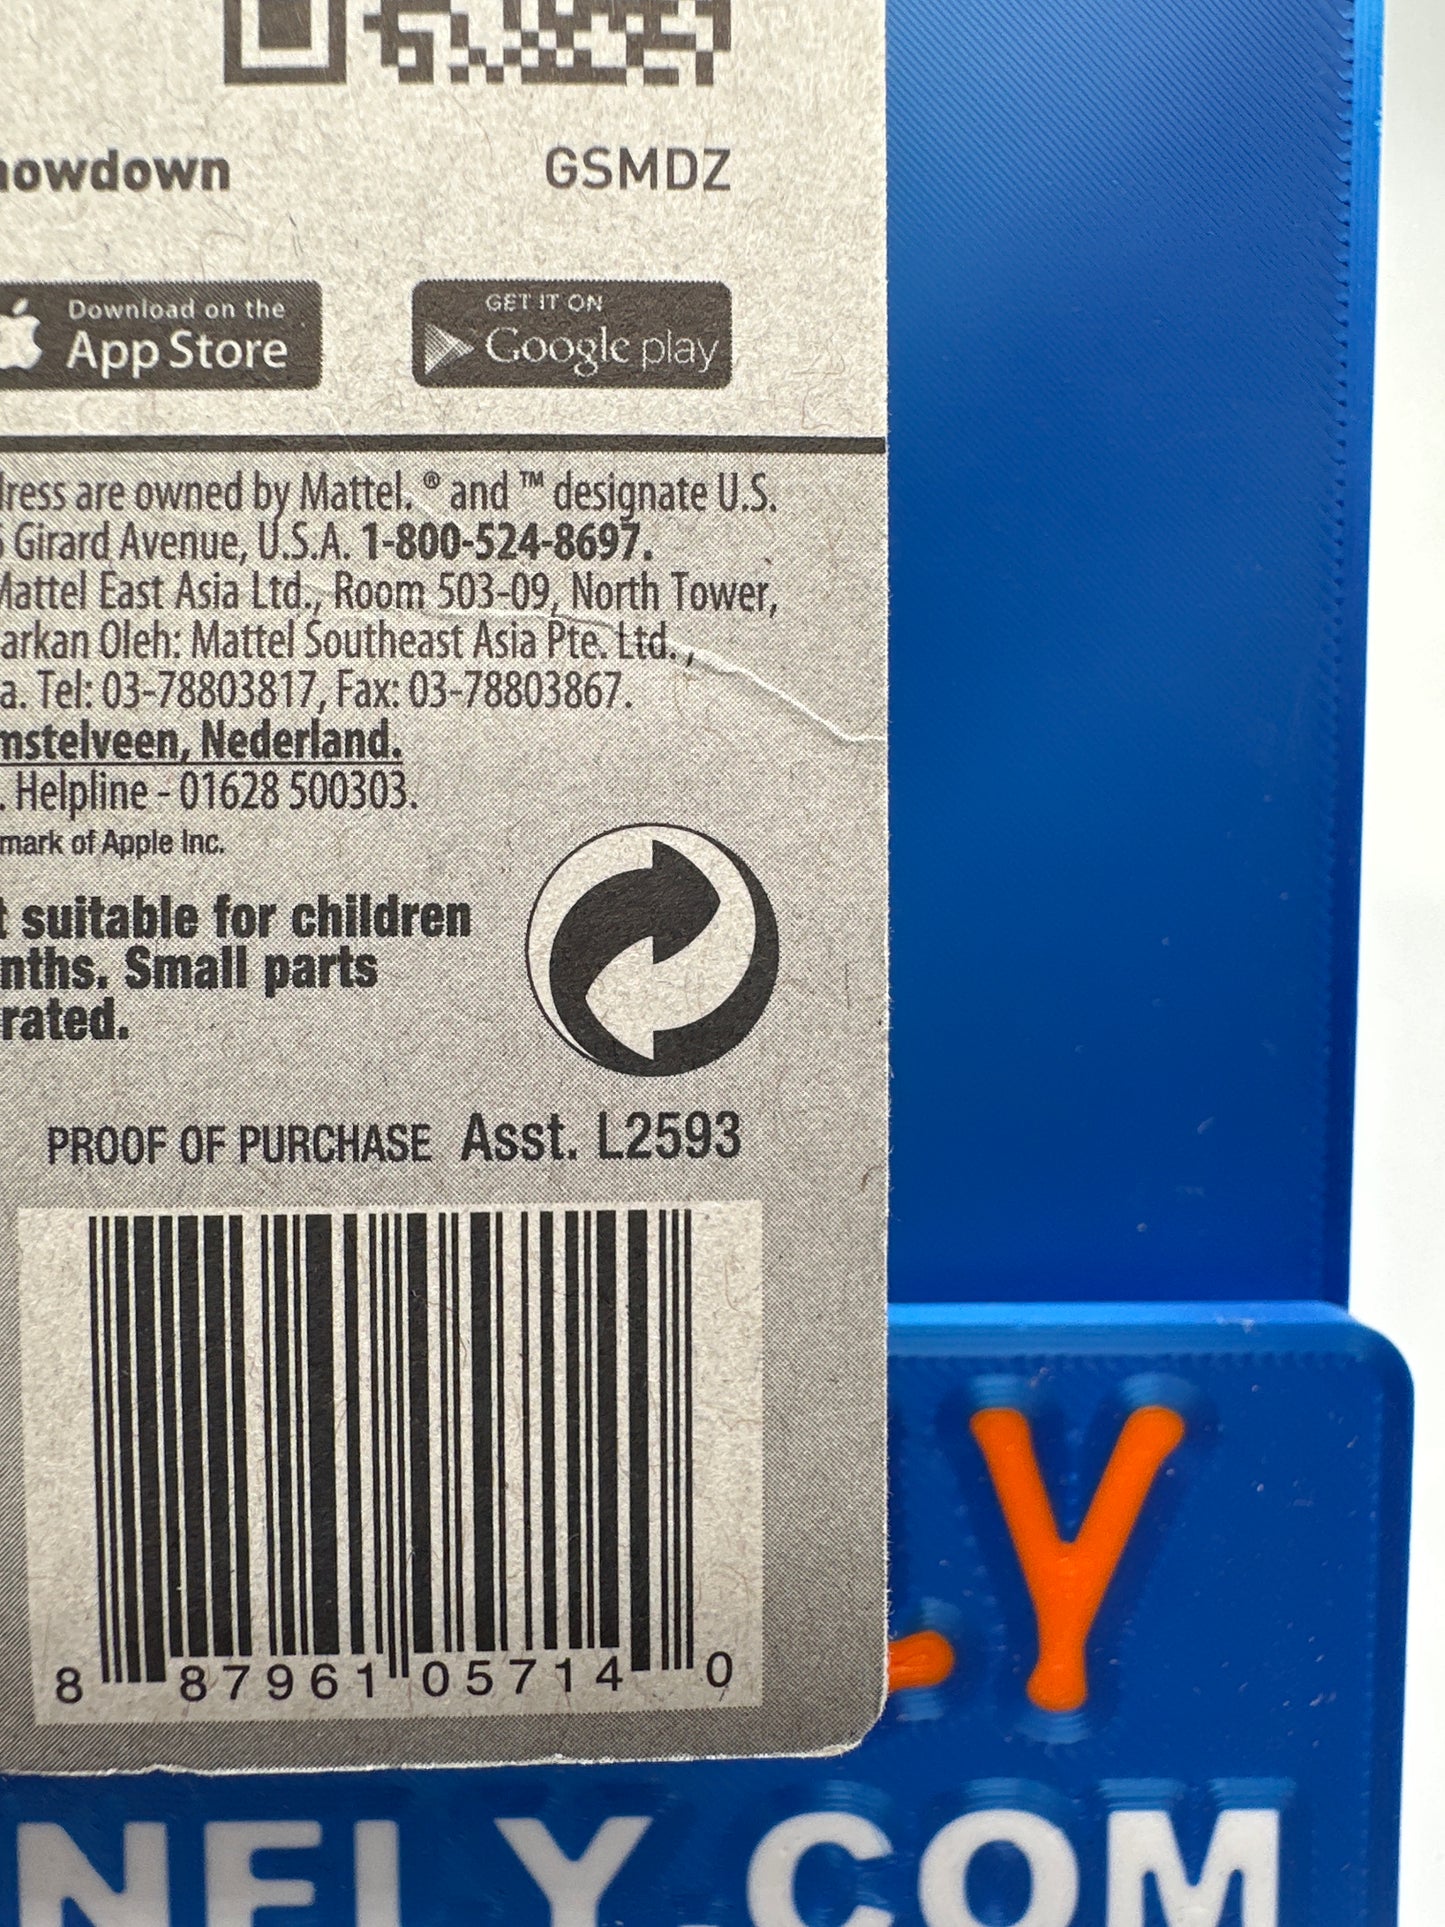 howdown GSMDZ
Download on the
App Store
GET IT ON
Google play
dress are owned by Mattel. ® and ™ designate U.S.
Girard Avenue, U.S.A. 1-800-524-8697.
Mattel East Asia Ltd., Room 503-09, North Tower,
arkan Oleh: Mattel Southeast Asia Pte. Ltd.,
a. Tel: 03-78803817, Fax: 03-78803867.
mstelveen, Nederland.
. Helpline - 01628 500303.
mark of Apple Inc.
t suitable for children
nths. Small parts
rated.
PROOF OF PURCHASE Asst. L2593
8 87961 05714 0
LY
NFLY.COM